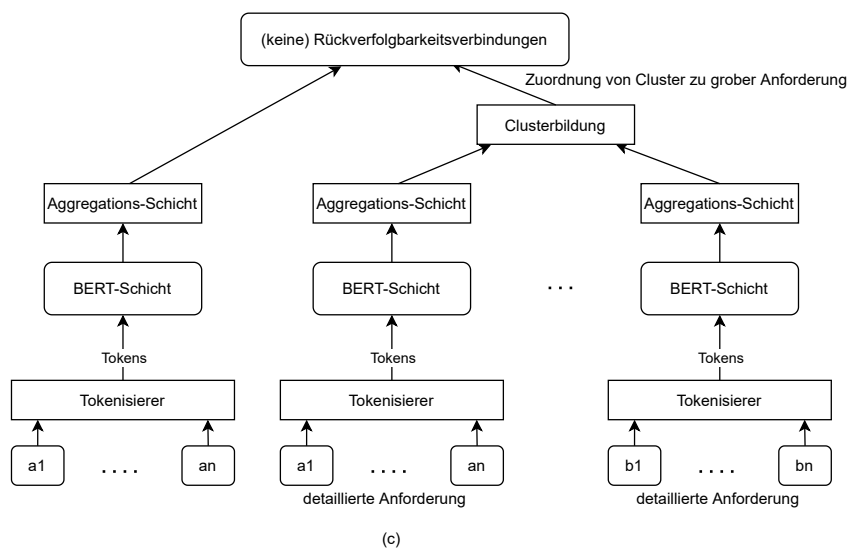 (keine) Rückverfolgbarkeitsverbindungen
Zuordnung von Cluster zu grober Anforderung
Clusterbildung
Aggregations-Schicht
Aggregations-Schicht
Aggregations-Schicht
BERT-Schicht
BERT-Schicht
. . .
BERT-Schicht
Tokens
Tokens
Tokens
Tokenisierer
Tokenisierer
Tokenisierer
a1
. . . .
an
a1
. . . .
an
b1
. . . .
bn
detaillierte Anforderung
detaillierte Anforderung
(c)